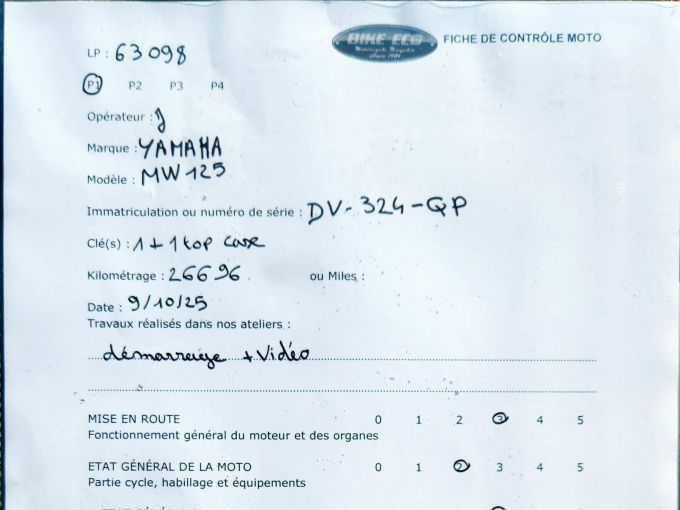 LP : 63098
BIKE ECO
FICHE DE CONTRÔLE MOTO
P1 P2 P3 P4
Opérateur : J
Marque : YAMAHA
Modèle : MW 125
Immatriculation ou numéro de série : DV-324-QP
Clé(s) : 1 + 1 top case
Kilométrage : 26696 ou Miles :
Date : 9/10/25
Travaux réalisés dans nos ateliers :
démarrage + Vidéo
MISE EN ROUTE 0 1 2 3 4 5
Fonctionnement général du moteur et des organes
ETAT GÉNÉRAL DE LA MOTO 0 1 2 3 4 5
Partie cycle, habillage et équipements